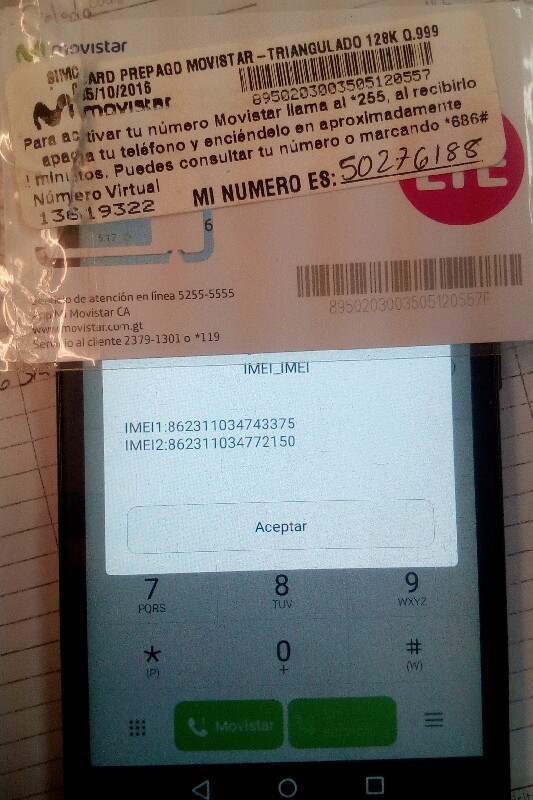 movistar
SIMCARD PREPAGO MOVISTAR-TRIANGULADO 128K Q.999
05/10/2016
movistar
8950203003505120557
Para activar tu número Movistar llama al *255, al recibirlo
apaga tu teléfono y enciéndelo en aproximadamente
minutos. Puedes consultar tu número o marcando *686#
Número Virtual
MI NUMERO ES: 50276188
13619322
LTE
6
Servicio de atención en línea 5255-5555
App Mi Movistar CA
www.movistar.com.gt
Servicio al cliente 2379-1301 o *119
8950203003505120557F
IMEI_IMEI
IMEI1:862311034743375
IMEI2:862311034772150
Aceptar
7 8 9
PQRS TUV WXYZ
* 0 #
(P) + (W)
Movistar